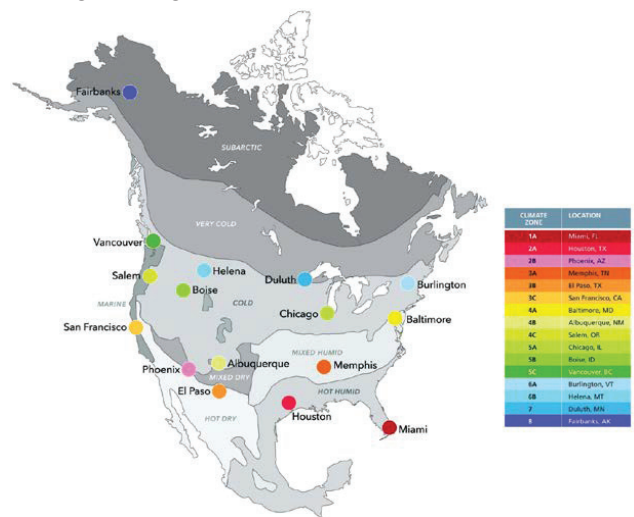 Fairbanks
SUBARCTIC
VERY COLD
Vancouver
Helena
Duluth
Burlington
Salem
Boise
MARINE
COLD
Chicago
San Francisco
Baltimore
MIXED HUMID
Albuquerque
Memphis
Phoenix
MIXED DRY
El Paso
HOT HUMID
HOT DRY
Houston
Miami
CLIMATE ZONE LOCATION
1A Miami, FL
2A Houston, TX
2B Phoenix, AZ
3A Memphis, TN
3B El Paso, TX
3C San Francisco, CA
4A Baltimore, MD
4B Albuquerque, NM
4C Salem, OR
5A Chicago, IL
5B Boise, ID
5C Vancouver, BC
6A Burlington, VT
6B Helena, MT
7 Duluth, MN
Fairbanks, AK